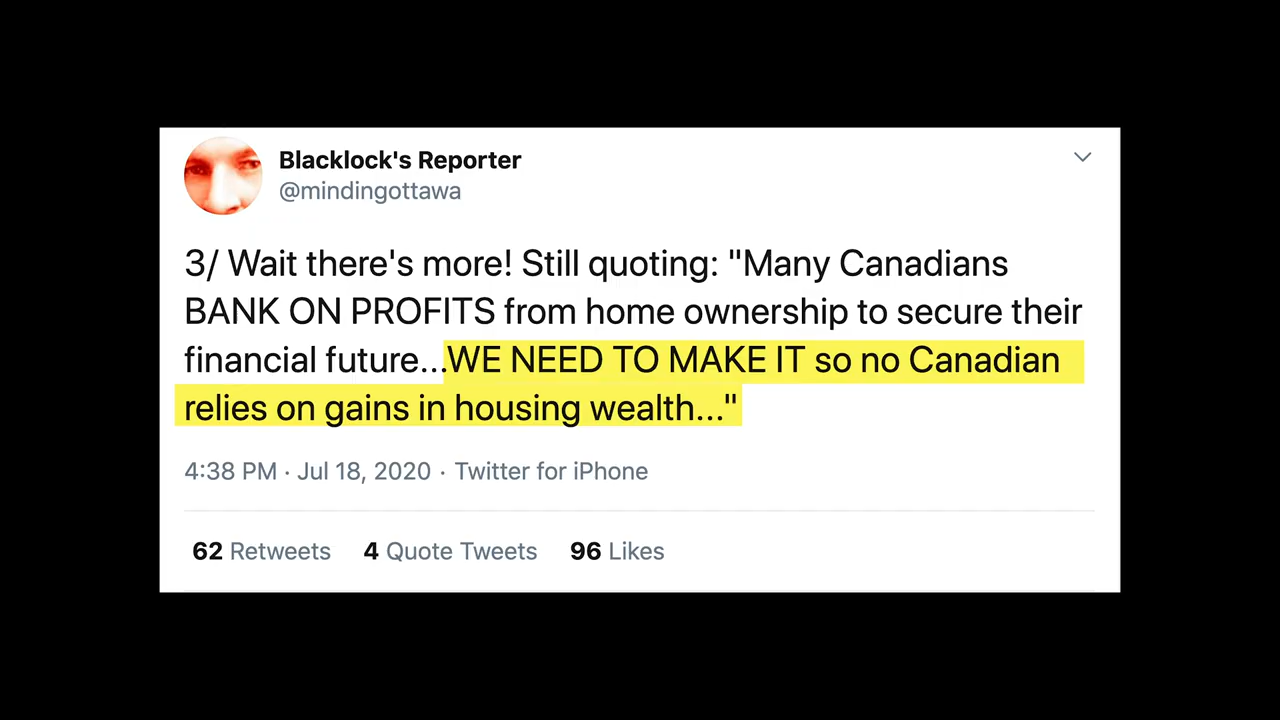 Blacklock's Reporter
@mindingottawa
3/ Wait there's more! Still quoting: "Many Canadians
BANK ON PROFITS from home ownership to secure their
financial future...WE NEED TO MAKE IT so no Canadian
relies on gains in housing wealth..."
4:38 PM · Jul 18, 2020 · Twitter for iPhone
62 Retweets 4 Quote Tweets 96 Likes